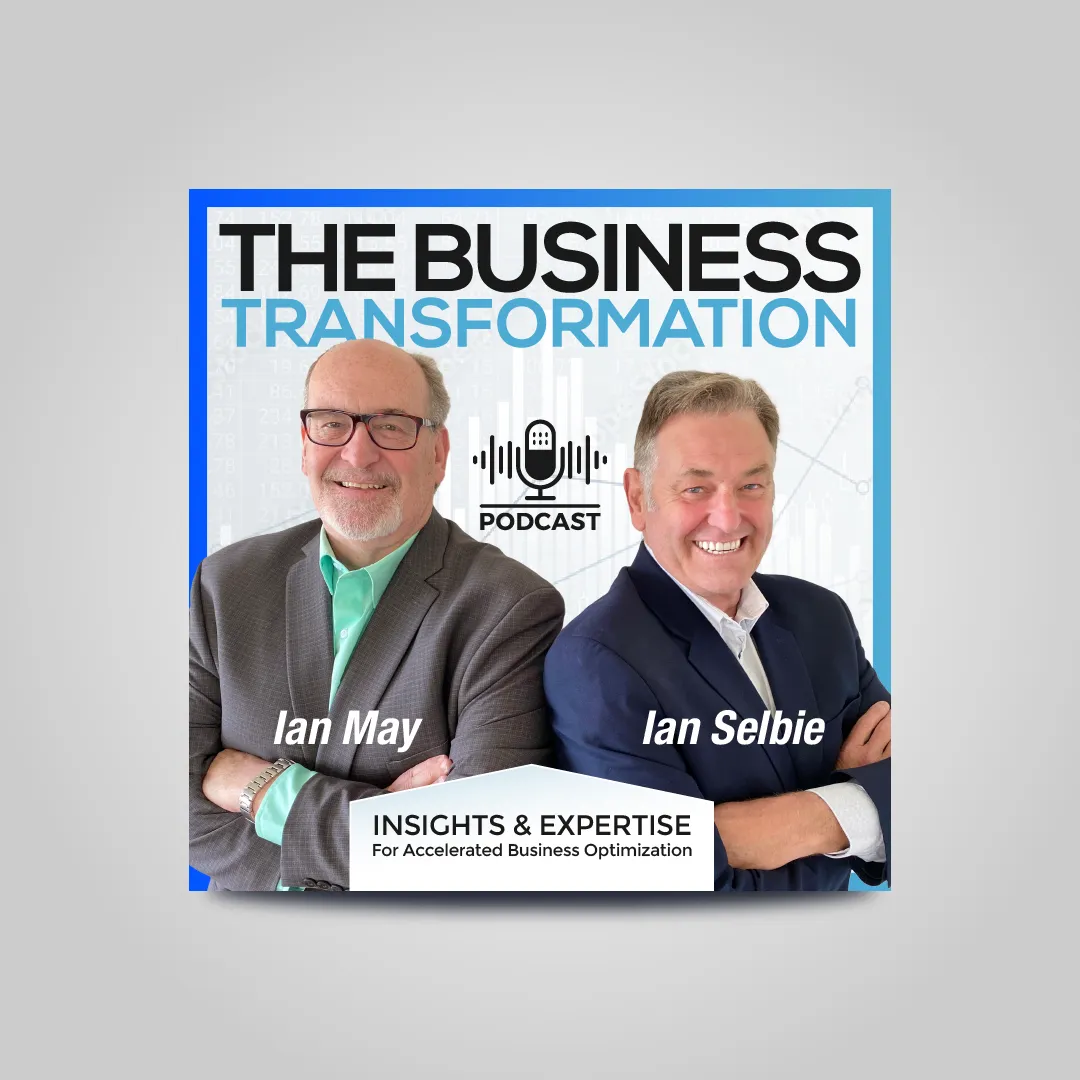 THE BUSINESS
TRANSFORMATION
PODCAST
Ian May
Ian Selbie
INSIGHTS & EXPERTISE
For Accelerated Business Optimization